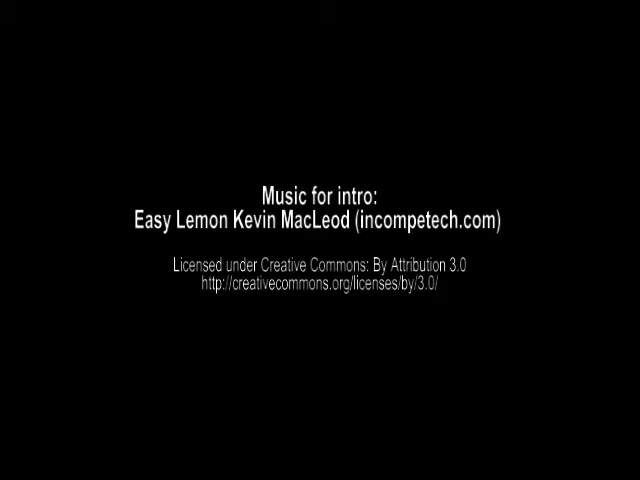 Music for intro:
Easy Lemon Kevin MacLeod (incompetech.com)
Licensed under Creative Commons: By Attribution 3.0
http://creativecommons.org/licenses/by/3.0/